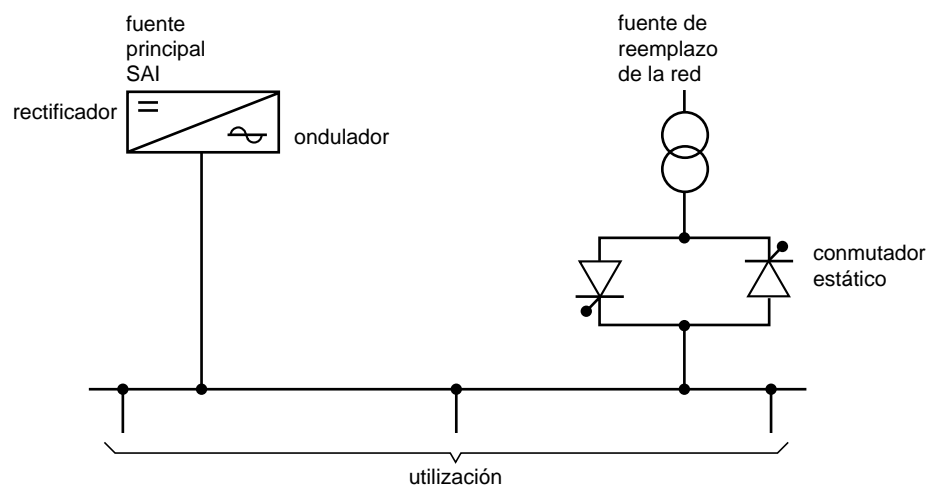 fuente
principal
SAI
rectificador
ondulador
fuente de
reemplazo
de la red
conmutador
estático
utilización